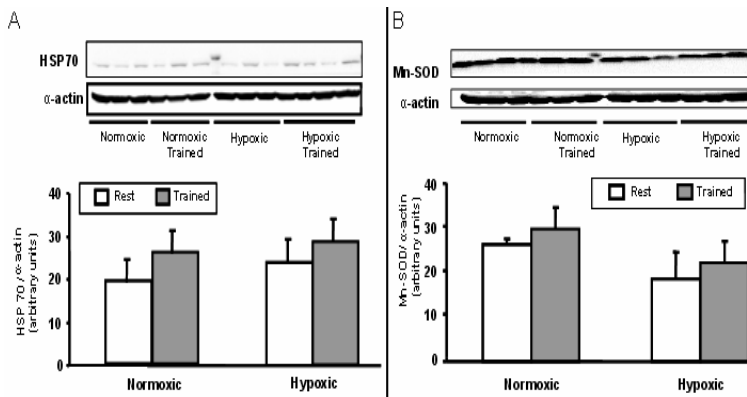 A
HSP70
α-actin
Normoxic
Normoxic Trained
Hypoxic
Hypoxic Trained
Rest
Trained
HSP 70/α-actin
(arbitrary units)
40
30
20
10
0
Normoxic
Hypoxic
B
Mn-SOD
α-actin
Normoxic
Normoxic Trained
Hypoxic
Hypoxic Trained
Rest
Trained
Mn-SOD/α-actin
(arbitrary units)
40
30
20
10
0
Normoxic
Hypoxic